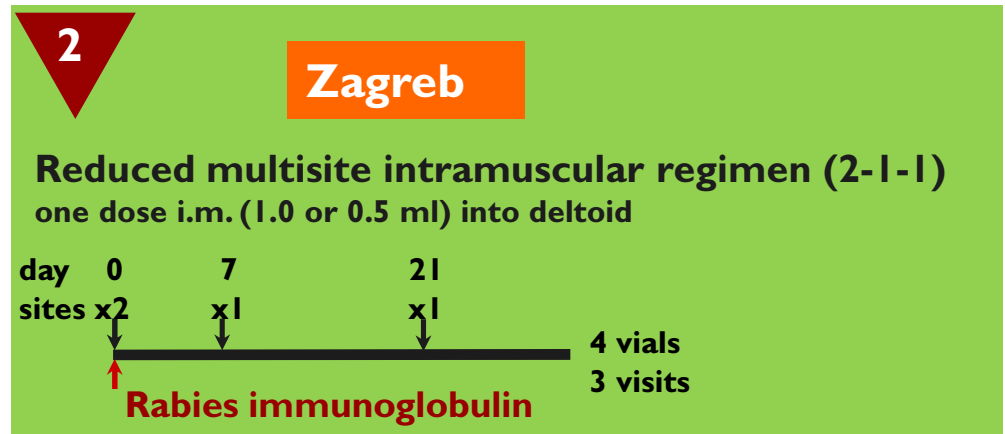 2
Zagreb
Reduced multisite intramuscular regimen (2-1-1)
one dose i.m. (1.0 or 0.5 ml) into deltoid
day 0 7 21
sites x2 x1 x1
4 vials
3 visits
Rabies immunoglobulin